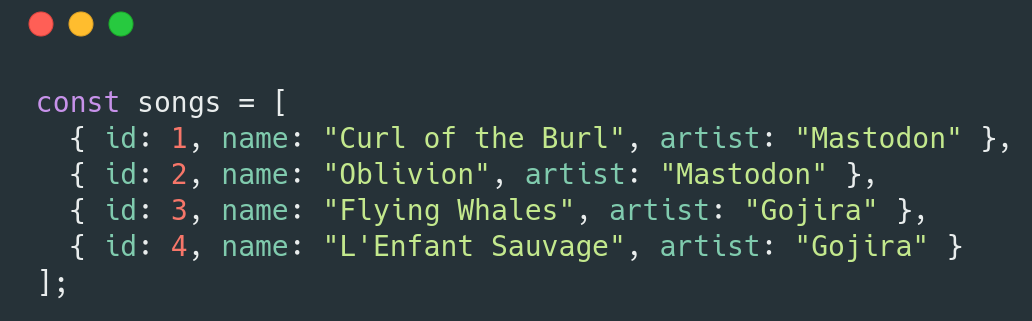 const songs = [
  { id: 1, name: "Curl of the Burl", artist: "Mastodon" },
  { id: 2, name: "Oblivion", artist: "Mastodon" },
  { id: 3, name: "Flying Whales", artist: "Gojira" },
  { id: 4, name: "L'Enfant Sauvage", artist: "Gojira" }
];